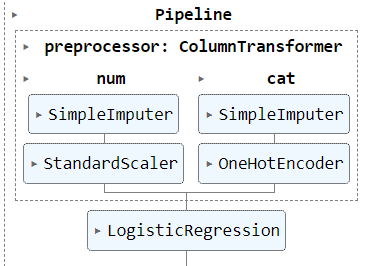 Pipeline
preprocessor: ColumnTransformer
num cat
SimpleImputer SimpleImputer
StandardScaler OneHotEncoder
LogisticRegression